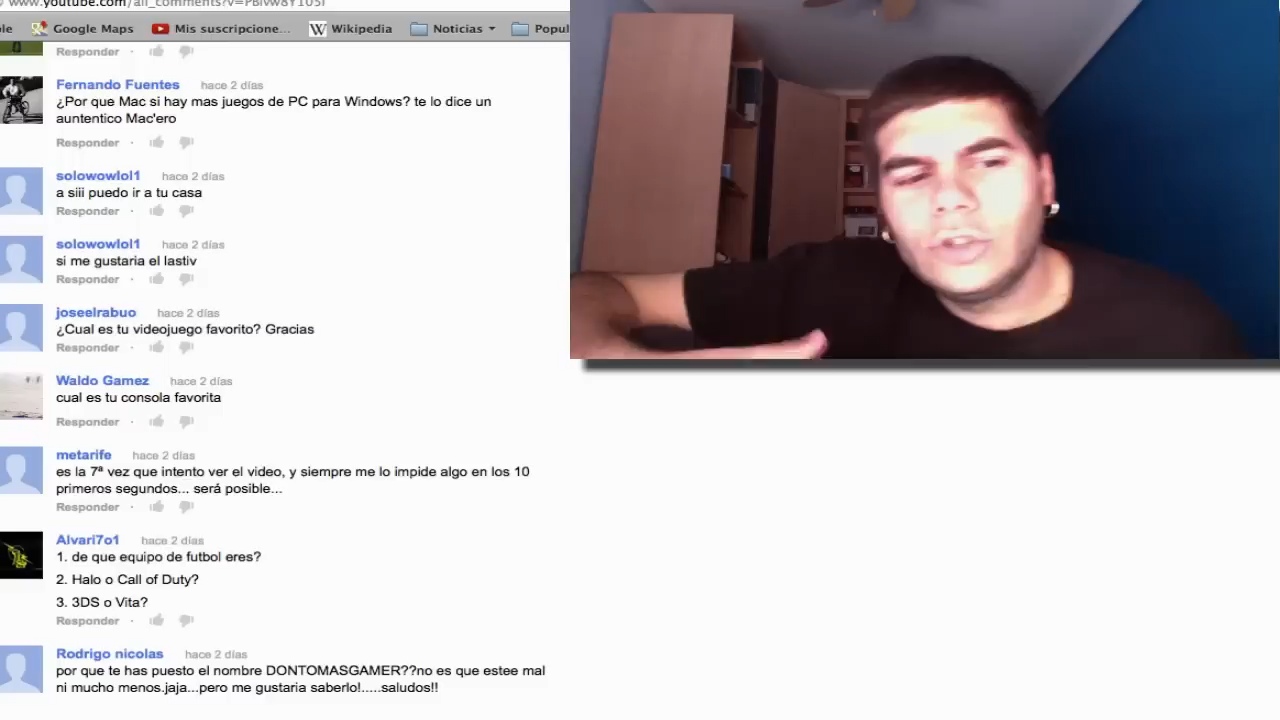 www.youtube.com/all_comments?v=PBivw8Y1U5I
Google Maps Mis suscripcione... Wikipedia Noticias Popul
Responder ·
Fernando Fuentes hace 2 días
¿Por que Mac si hay mas juegos de PC para Windows? te lo dice un
auntentico Mac'ero
Responder ·
solowowlol1 hace 2 días
a siii puedo ir a tu casa
Responder ·
solowowlol1 hace 2 días
si me gustaria el lastiv
Responder ·
joseelrabuo hace 2 días
¿Cual es tu videojuego favorito? Gracias
Responder ·
Waldo Gamez hace 2 días
cual es tu consola favorita
Responder ·
metarife hace 2 días
es la 7ª vez que intento ver el video, y siempre me lo impide algo en los 10
primeros segundos... será posible...
Responder ·
Alvari7o1 hace 2 días
1. de que equipo de futbol eres?
2. Halo o Call of Duty?
3. 3DS o Vita?
Responder ·
Rodrigo nicolas hace 2 días
por que te has puesto el nombre DONTOMASGAMER??no es que estee mal
ni mucho menos.jaja...pero me gustaria saberlo!.....saludos!!